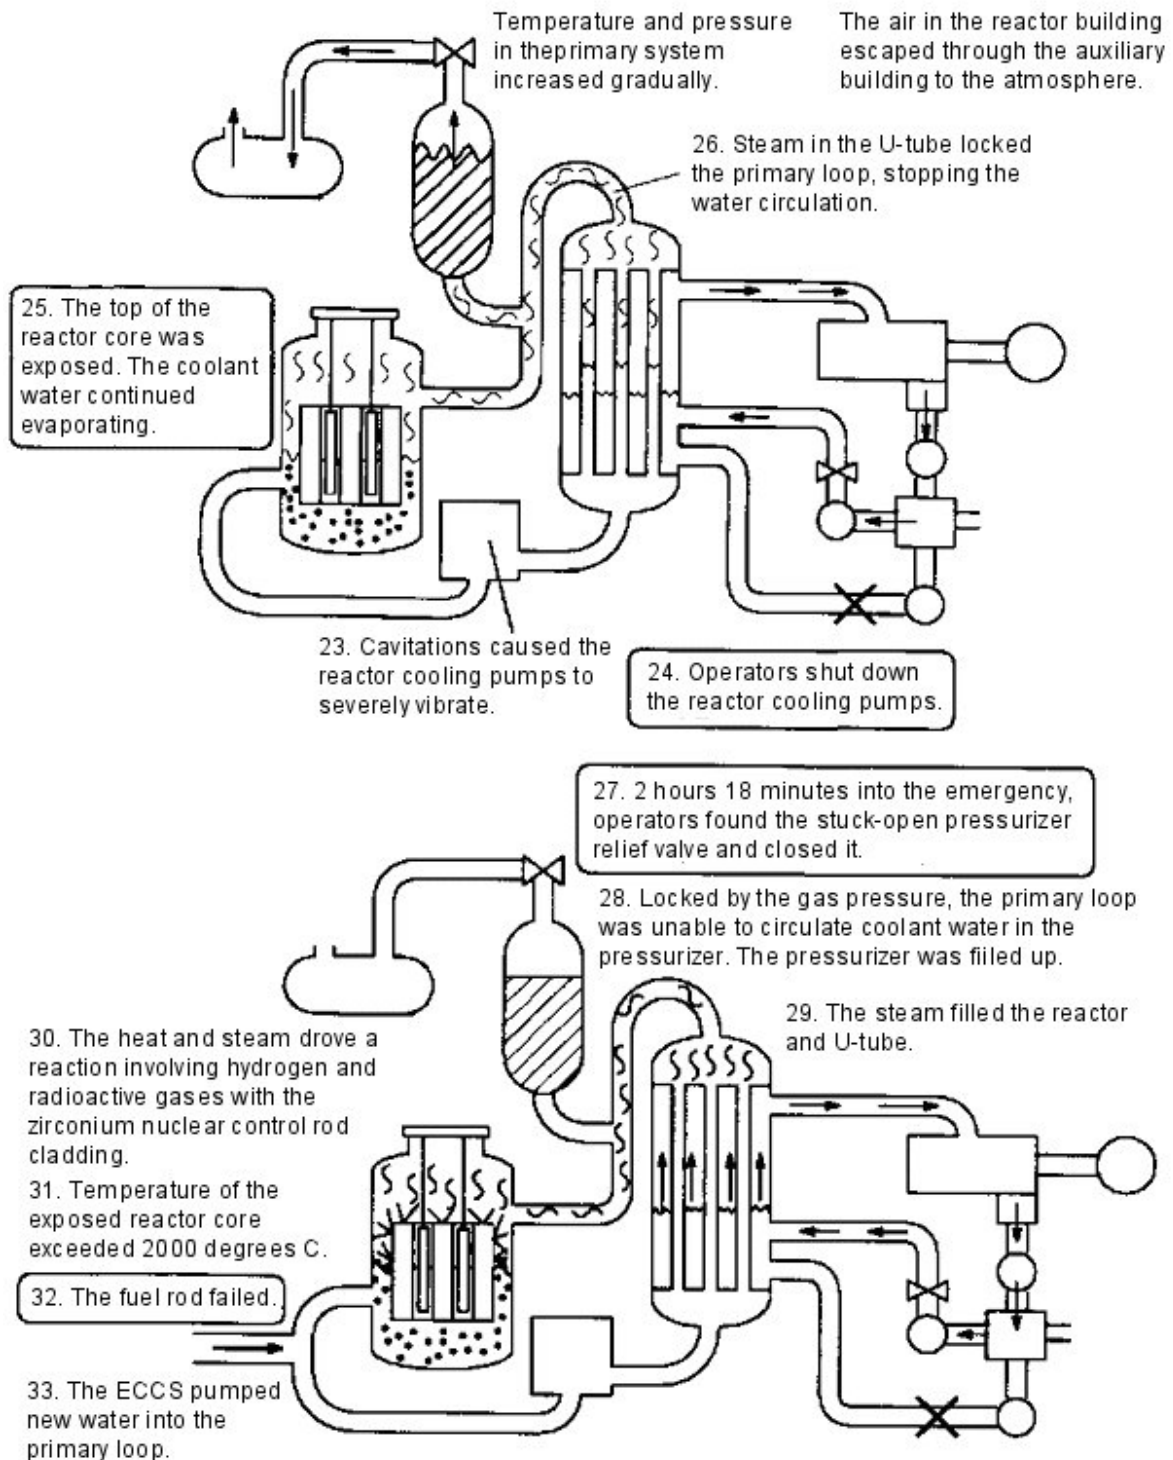 Temperature and pressure
in theprimary system
increased gradually.
The air in the reactor building
escaped through the auxiliary
building to the atmosphere.
26. Steam in the U-tube locked
the primary loop, stopping the
water circulation.
25. The top of the
reactor core was
exposed. The coolant
water continued
evaporating.
23. Cavitations caused the
reactor cooling pumps to
severely vibrate.
24. Operators shut down
the reactor cooling pumps.
27. 2 hours 18 minutes into the emergency,
operators found the stuck-open pressurizer
relief valve and closed it.
28. Locked by the gas pressure, the primary loop
was unable to circulate coolant water in the
pressurizer. The pressurizer was fiilled up.
29. The steam filled the reactor
and U-tube.
30. The heat and steam drove a
reaction involving hydrogen and
radioactive gases with the
zirconium nuclear control rod
cladding.
31. Temperature of the
exposed reactor core
exceeded 2000 degrees C.
32. The fuel rod failed.
33. The ECCS pumped
new water into the
primary loop.